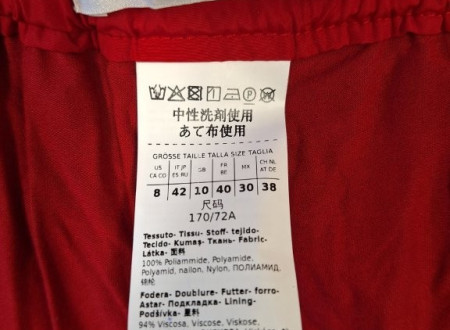 中性洗剤使用
あて布使用
GRÖSSE TAILLE TALLA SIZE TAGLIA
US CA CO IT JP ES RU GB FR BE MX CH NL AT DE
8 42 10 40 30 38
尺码
170/72A
Tessuto- Tissu- Stoff- tejido-
Tecido- Kumaş- Ткань- Fabric-
Látka- 面料
100% Poliammide, Polyamide,
Polyamid, nailon, Nylon, ПОЛИАМИД,
锦纶
Fodera- Doublure- Futter- forro-
Astar- Подкладка- Lining-
Podšívka- 里料
94% Viscosa, Viscose, Viskose,